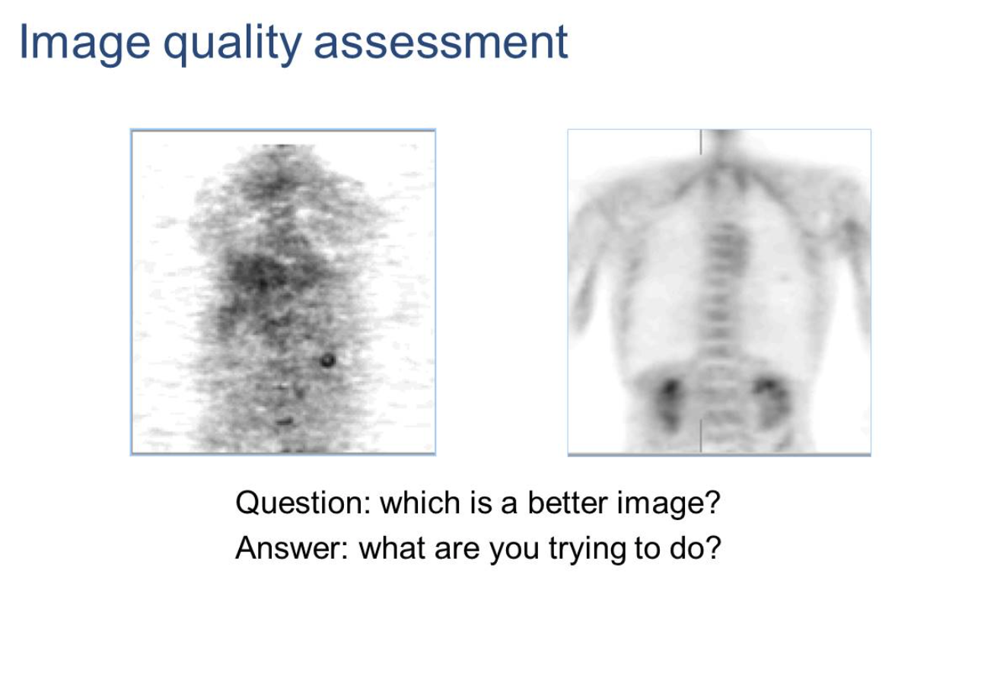 Image quality assessment
Question: which is a better image?
Answer: what are you trying to do?